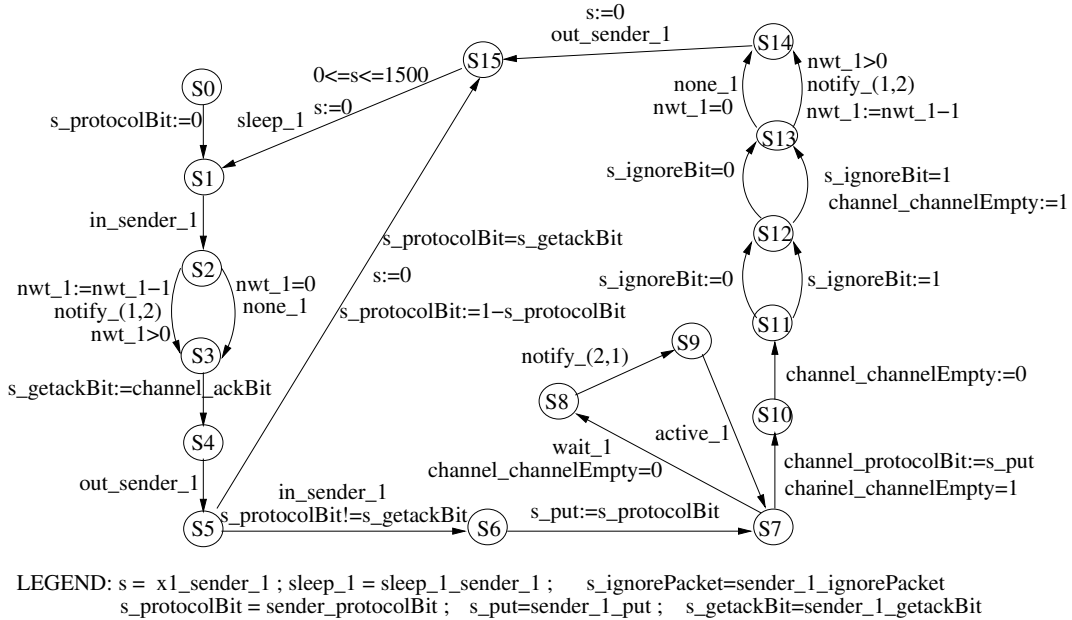 s:=0
out_sender_1
S14
S15
0<=s<=1500
nwt_1>0
none_1
notify_(1,2)
S0
nwt_1=0
nwt_1:=nwt_1−1
s:=0
s_protocolBit:=0
sleep_1
S13
S1
s_ignoreBit=0
s_ignoreBit=1
channel_channelEmpty:=1
in_sender_1
S12
s_protocolBit=s_getackBit
S2
s:=0
s_ignoreBit:=0
s_ignoreBit:=1
nwt_1:=nwt_1−1
nwt_1=0
notify_(1,2)
none_1
s_protocolBit:=1−s_protocolBit
S11
nwt_1>0
S3
S9
notify_(2,1)
channel_channelEmpty:=0
s_getackBit:=channel_ackBit
S8
S10
S4
active_1
wait_1
channel_channelEmpty=0
channel_protocolBit:=s_put
out_sender_1
in_sender_1
channel_channelEmpty=1
s_protocolBit!=s_getackBit
s_put:=s_protocolBit
S5
S6
S7
LEGEND: s = x1_sender_1 ; sleep_1 = sleep_1_sender_1 ; s_ignorePacket=sender_1_ignorePacket
s_protocolBit = sender_protocolBit ; s_put=sender_1_put ; s_getackBit=sender_1_getackBit